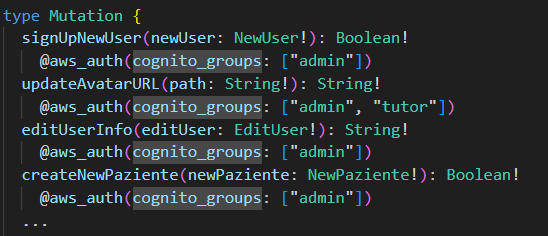 type Mutation {
signUpNewUser(newUser: NewUser!): Boolean!
@aws_auth(cognito_groups: ["admin"])
updateAvatarURL(path: String!): String!
@aws_auth(cognito_groups: ["admin", "tutor"])
editUserInfo(editUser: EditUser!): String!
@aws_auth(cognito_groups: ["admin"])
createNewPaziente(newPaziente: NewPaziente!): Boolean!
@aws_auth(cognito_groups: ["admin"])
...